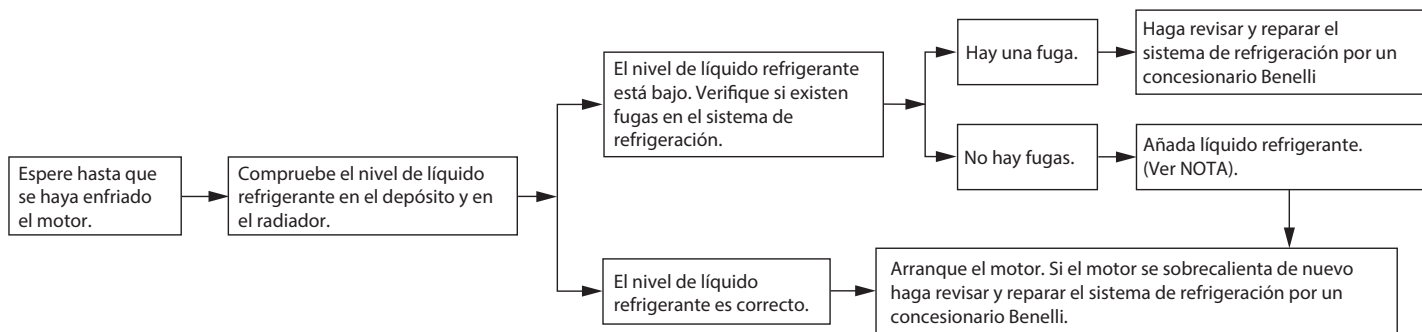 Espere hasta que
se haya enfriado
el motor.
Compruebe el nivel de líquido
refrigerante en el depósito y en
el radiador.
El nivel de líquido refrigerante
está bajo. Verifique si existen
fugas en el sistema de
refrigeración.
Hay una fuga.
Haga revisar y reparar el
sistema de refrigeración por un
concesionario Benelli
No hay fugas.
Añada líquido refrigerante.
(Ver NOTA).
El nivel de líquido
refrigerante es correcto.
Arranque el motor. Si el motor se sobrecalienta de nuevo
haga revisar y reparar el sistema de refrigeración por un
concesionario Benelli.